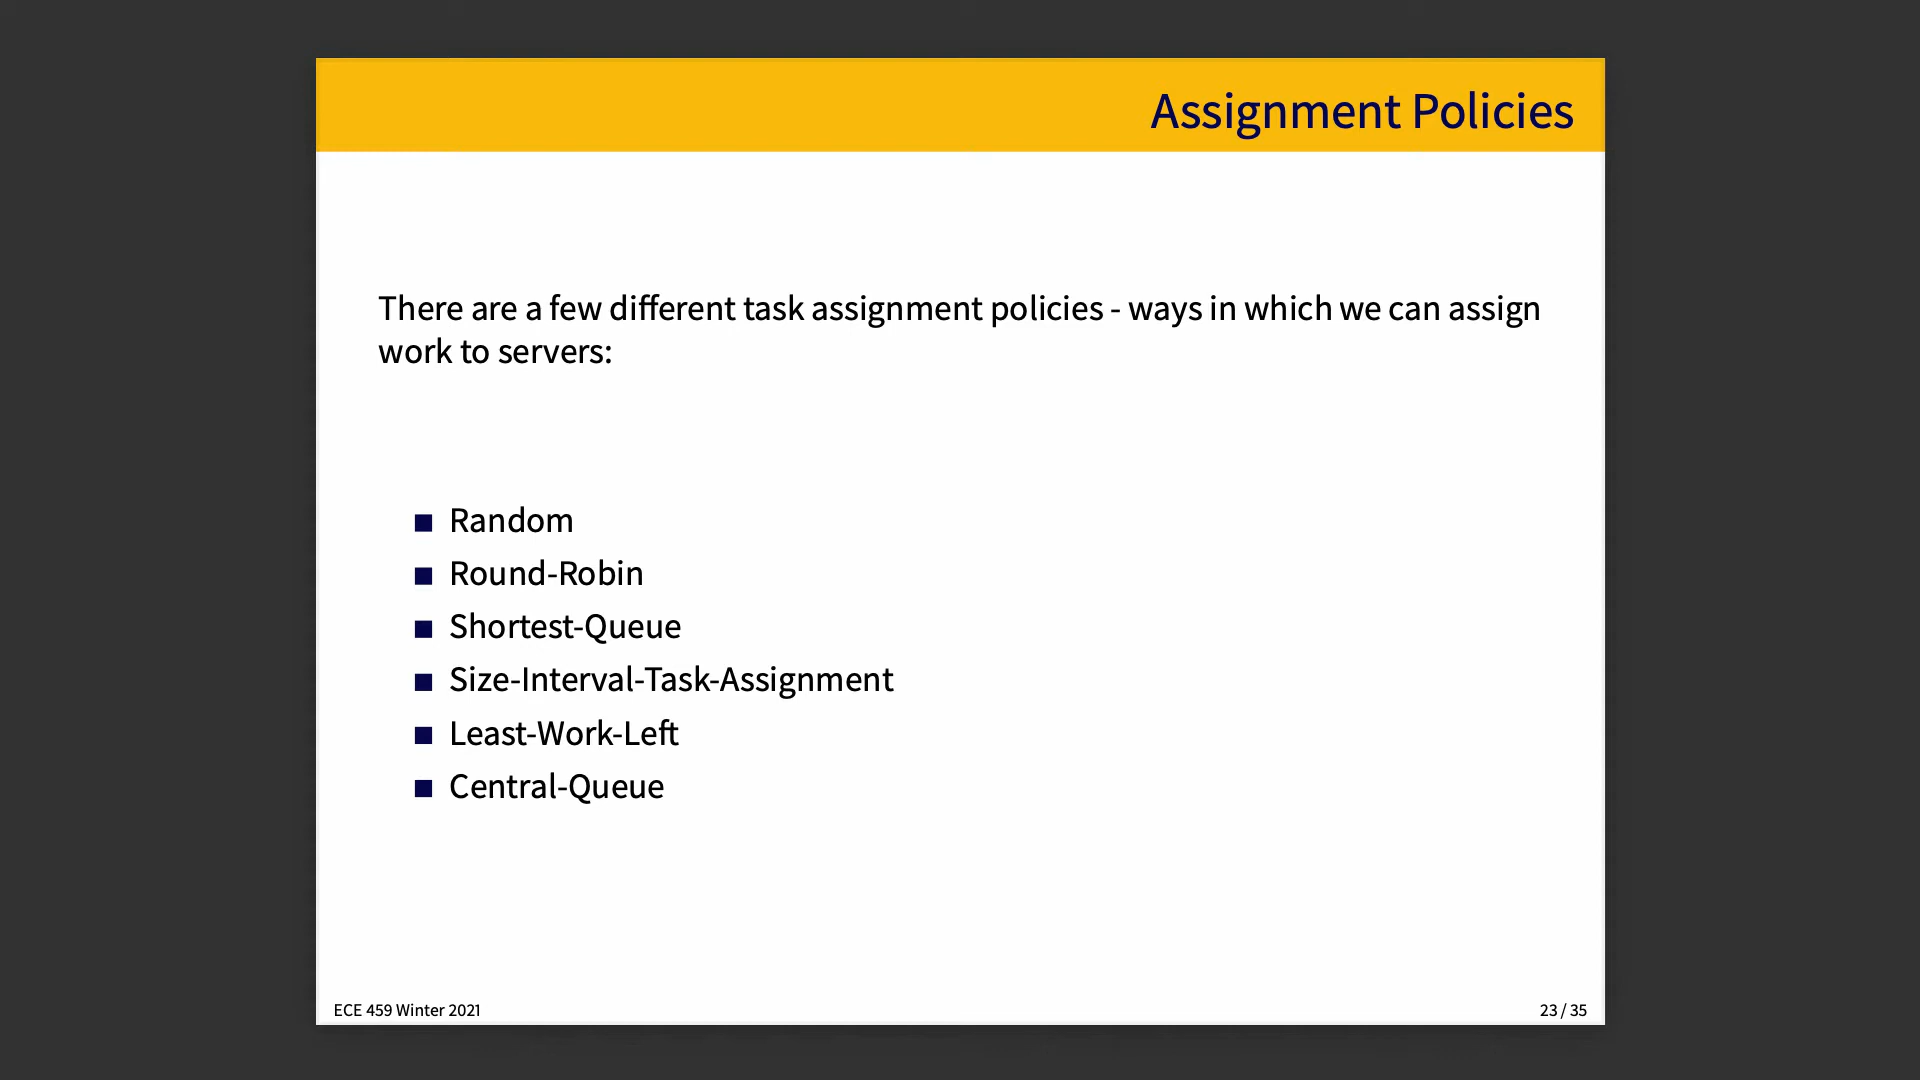 Assignment Policies
There are a few different task assignment policies - ways in which we can assign
work to servers:
Random
Round-Robin
Shortest-Queue
Size-Interval-Task-Assignment
Least-Work-Left
Central-Queue
ECE 459 Winter 2021
23 / 35